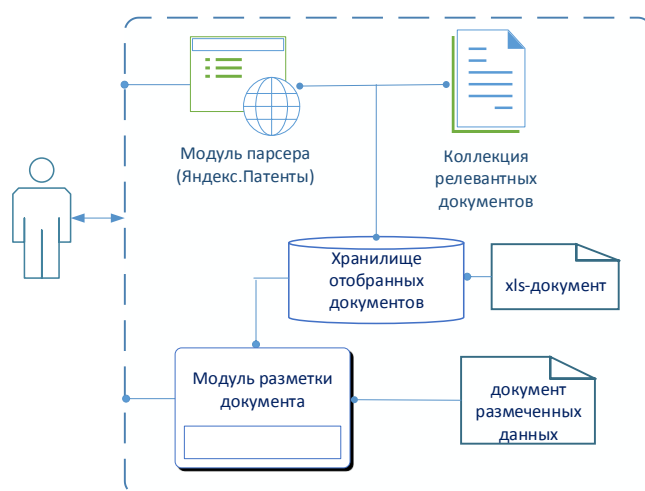 Модуль парсера
(Яндекс.Патенты)
Коллекция
релевантных
документов
Хранилище
отобранных
документов
xls-документ
Модуль разметки
документа
документ
размеченных
данных